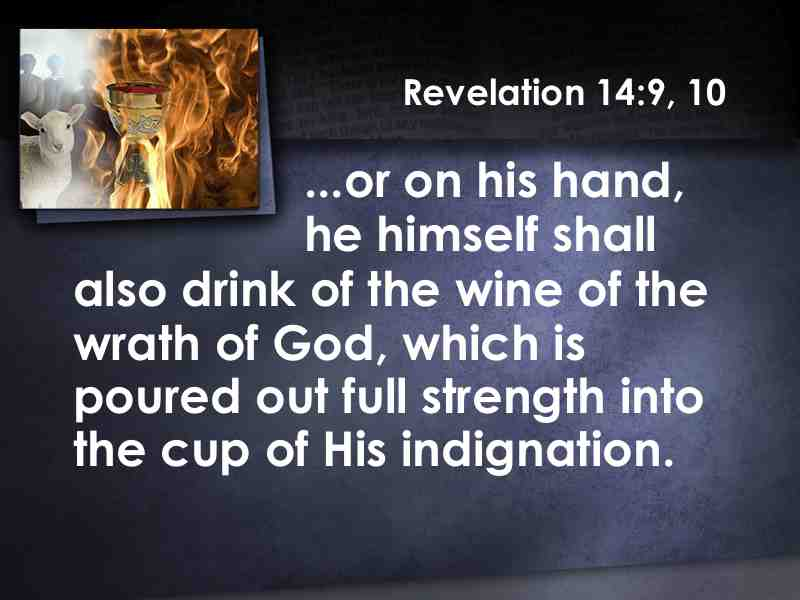 Revelation 14:9, 10
...or on his hand,
he himself shall
also drink of the wine of the
wrath of God, which is
poured out full strength into
the cup of His indignation.